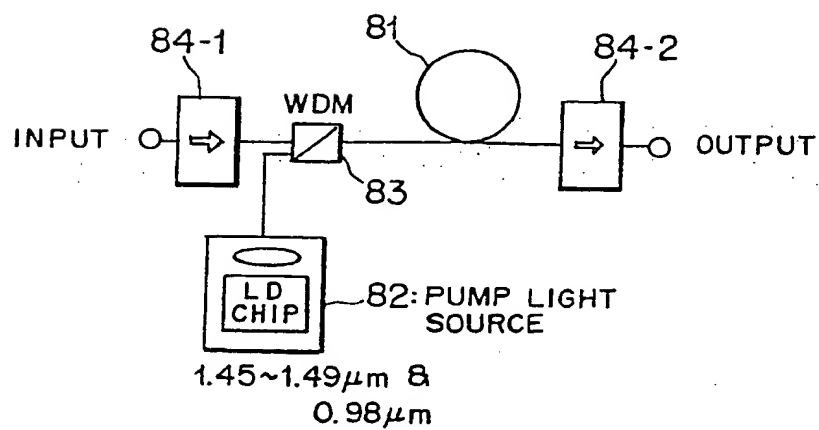 84-1
81
84-2
WDM
INPUT
OUTPUT
83
LD
CHIP
82: PUMP LIGHT
SOURCE
1.45~1.49μm &
0.98μm